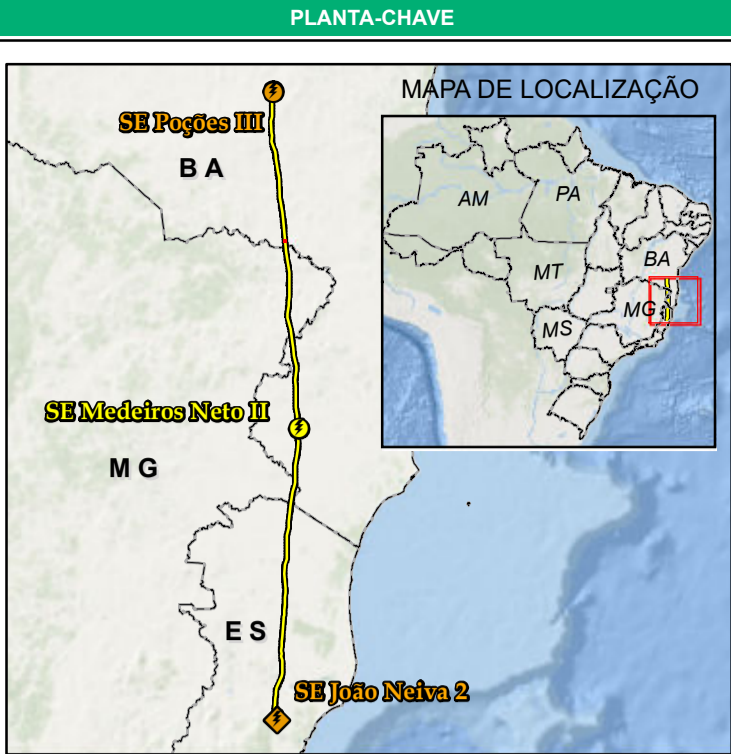 PLANTA-CHAVE
MAPA DE LOCALIZAÇÃO
SE Poções III
B A
AM
PA
BA
MT
MG
MS
SE Medeiros Neto II
M G
E S
SE João Neiva 2